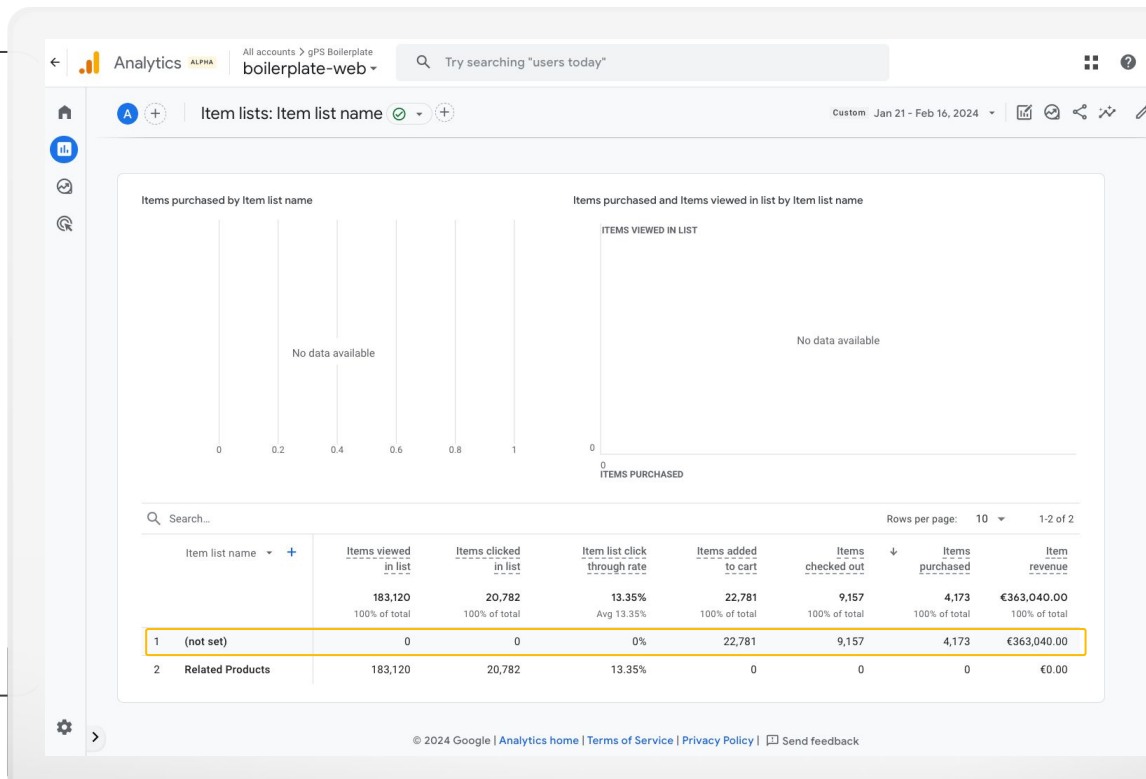 All accounts > gPS Boilerplate
Analytics ALPHA boilerplate-web
Try searching "users today"
A Item lists: Item list name
Custom Jan 21 - Feb 16, 2024
Items purchased by Item list name
No data available
0 0.2 0.4 0.6 0.8 1
Items purchased and Items viewed in list by Item list name
ITEMS VIEWED IN LIST
No data available
0
0
ITEMS PURCHASED
Search...
Rows per page: 10 1-2 of 2
Item list name + Items viewed in list Items clicked in list Item list click through rate Items added to cart Items checked out ↓ Items purchased Item revenue
183,120 20,782 13.35% 22,781 9,157 4,173 €363,040.00
100% of total 100% of total Avg 13.35% 100% of total 100% of total 100% of total 100% of total
1 (not set) 0 0 0% 22,781 9,157 4,173 €363,040.00
2 Related Products 183,120 20,782 13.35% 0 0 0 €0.00
© 2024 Google | Analytics home | Terms of Service | Privacy Policy | Send feedback